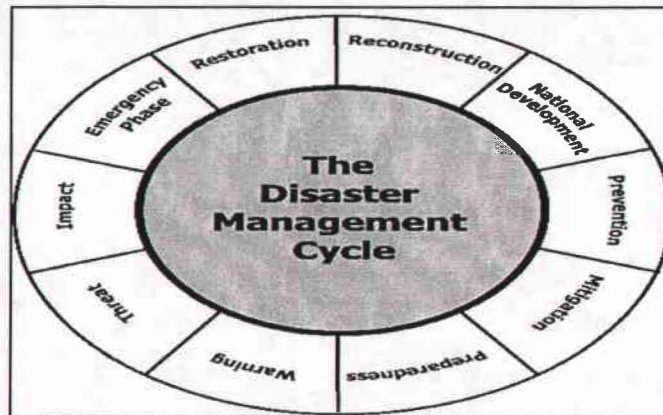 The
Disaster
Management
Cycle
Restoration
Reconstruction
National
Development
Prevention
Mitigation
Preparedness
Warning
Threat
Impact
Emergency
Phase